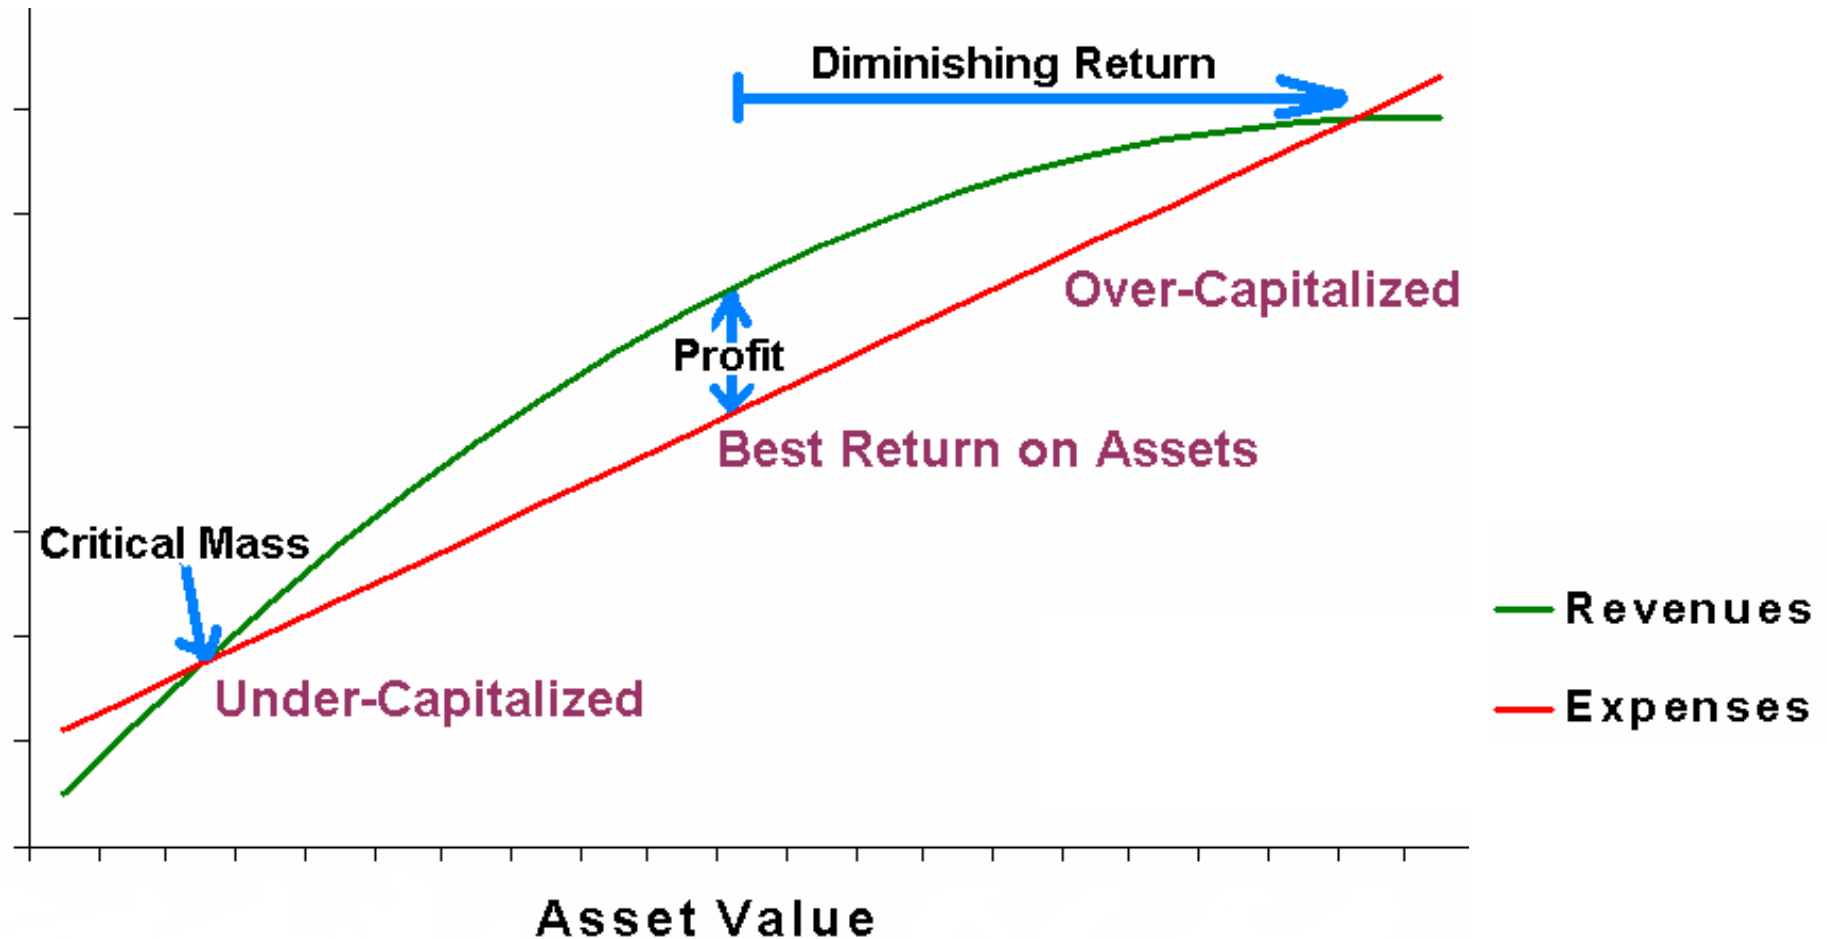 Diminishing Return
Over-Capitalized
Profit
Best Return on Assets
Critical Mass
Under-Capitalized
Revenues
Expenses
Asset Value